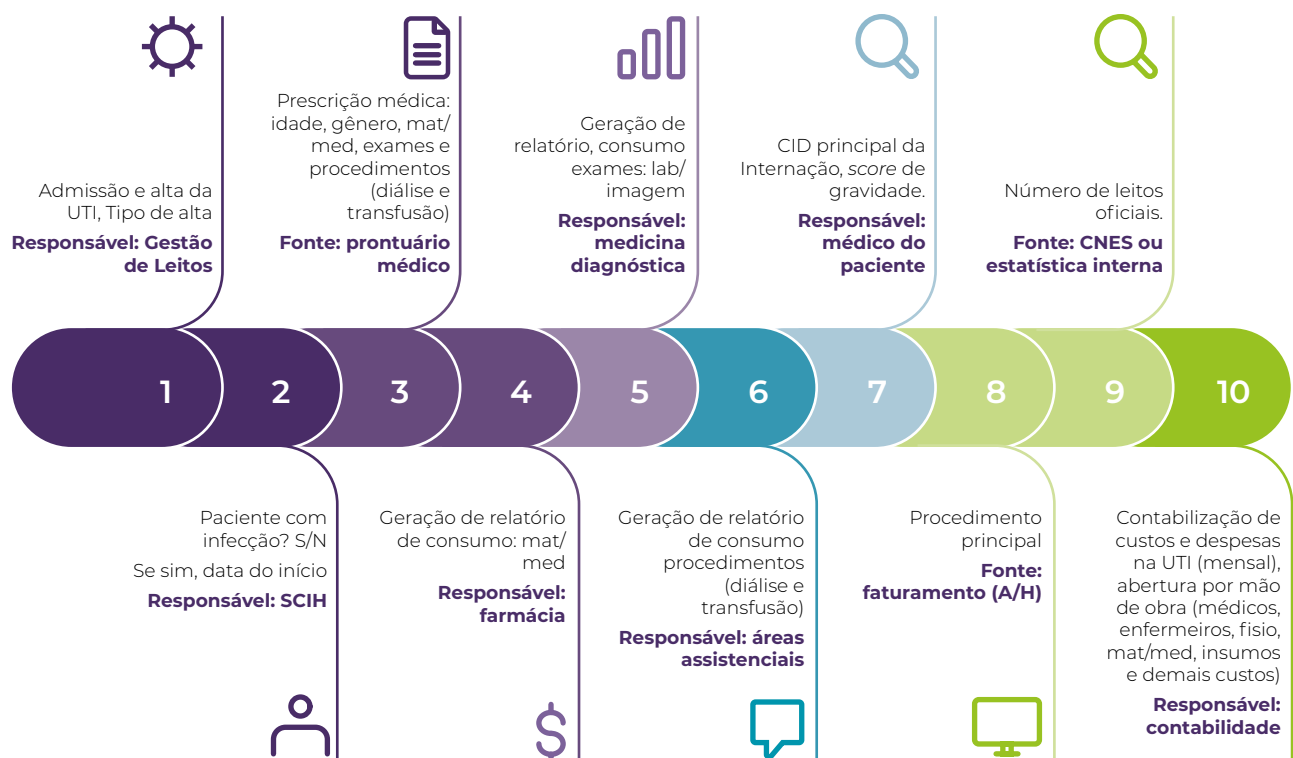 Admissão e alta da
UTI, Tipo de alta
Responsável: Gestão
de Leitos
Prescrição médica:
idade, gênero, mat/
med, exames e
procedimentos
(diálise e
transfusão)
Fonte: prontuário
médico
Geração de
relatório, consumo
exames: lab/
imagem
Responsável:
medicina
diagnóstica
CID principal da
Internação, score de
gravidade.
Responsável:
médico do
paciente
Número de leitos
oficiais.
Fonte: CNES ou
estatística interna
1 2 3 4 5 6 7 8 9 10
Paciente com
infecção? S/N
Se sim, data do início
Responsável: SCIH
Geração de relatório
de consumo: mat/
med
Responsável:
farmácia
Geração de relatório
de consumo
procedimentos
(diálise e
transfusão)
Responsável: áreas
assistenciais
Procedimento
principal
Fonte:
faturamento (A/H)
Contabilização de
custos e despesas
na UTI (mensal),
abertura por mão
de obra (médicos,
enfermeiros, fisio,
mat/med, insumos
e demais custos)
Responsável:
contabilidade